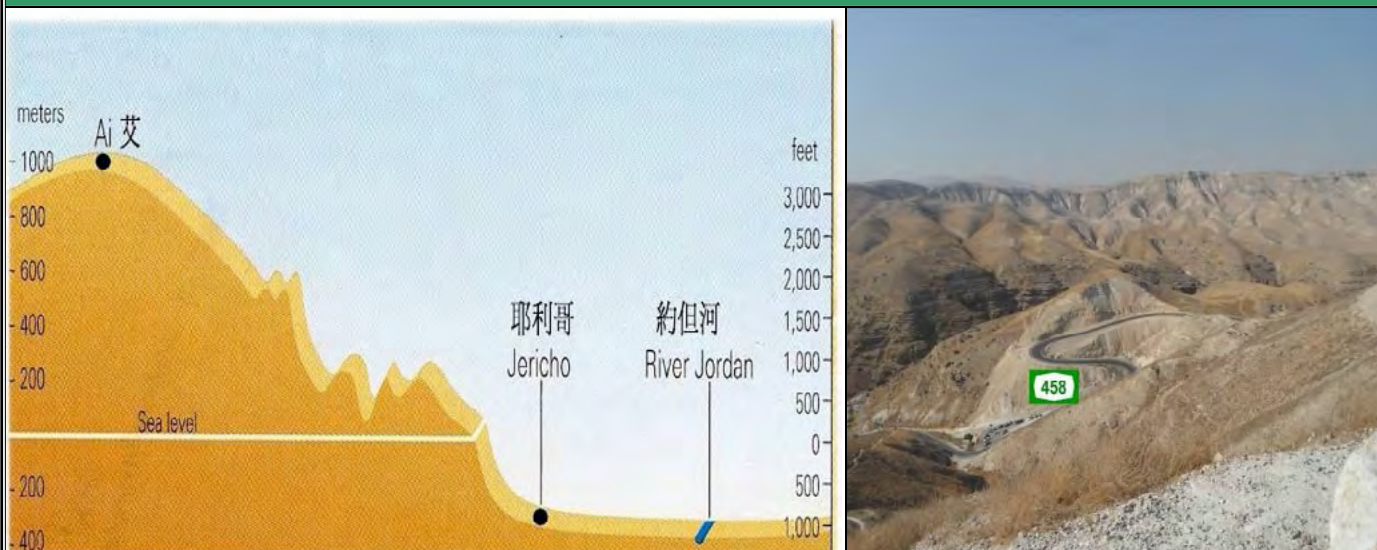 meters
Ai 艾
1000
800
600
400
200
Sea level
200
400
耶利哥
Jericho
約但河
River Jordan
feet
3,000
2,500
2,000
1,500
1,000
500
0
500
1,000
458